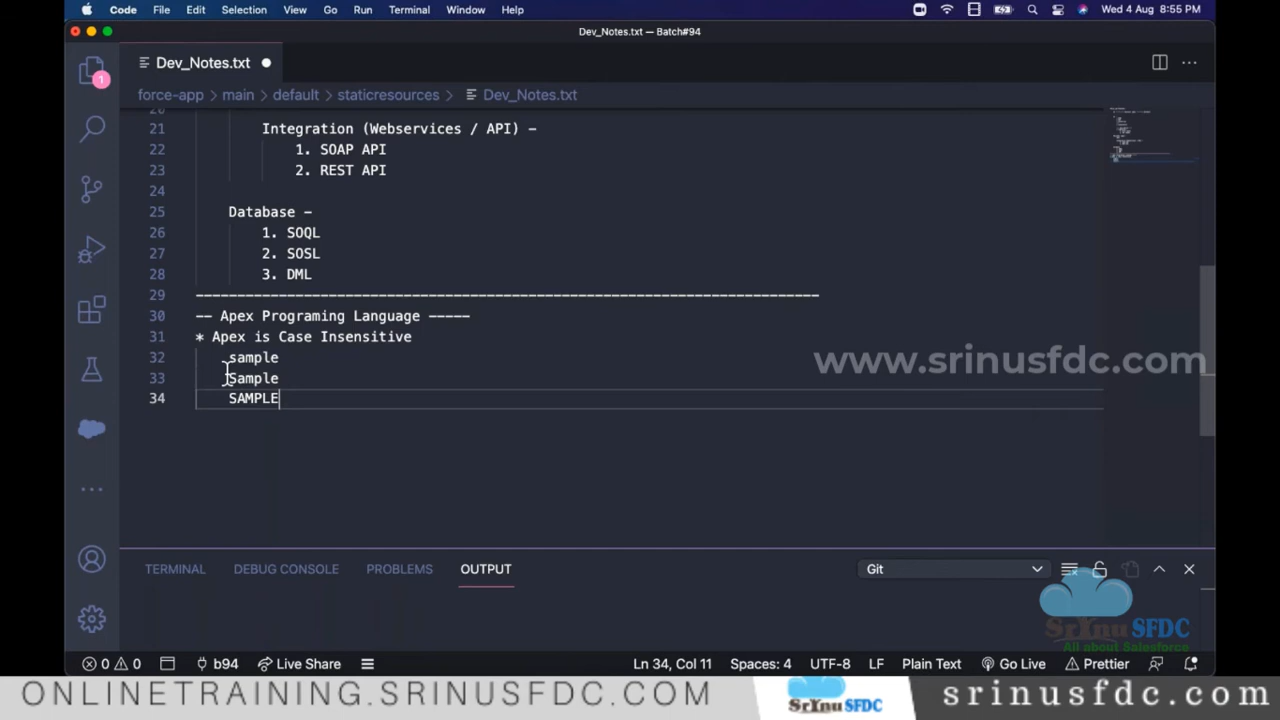 Code File Edit Selection View Go Run Terminal Window Help Wed 4 Aug 8:55 PM
Dev_Notes.txt — Batch#94
Dev_Notes.txt
1
force-app > main > default > staticresources > Dev_Notes.txt
20
21 Integration (Webservices / API) -
22 1. SOAP API
23 2. REST API
24
25 Database -
26 1. SOQL
27 2. SOSL
28 3. DML
29 ---------------------------------------------------------------------------
30 -- Apex Programing Language -----
31 * Apex is Case Insensitive
32 sample
33 Sample
34 SAMPLE
www.srinusfdc.com
TERMINAL DEBUG CONSOLE PROBLEMS OUTPUT Git
SrYnu SFDC
All about Salesforce
0 0 b94 Live Share Ln 34, Col 11 Spaces: 4 UTF-8 LF Plain Text Go Live Prettier
ONLINETRAINING.SRINUSFDC.COM SrYnu SFDC srinusfdc.com